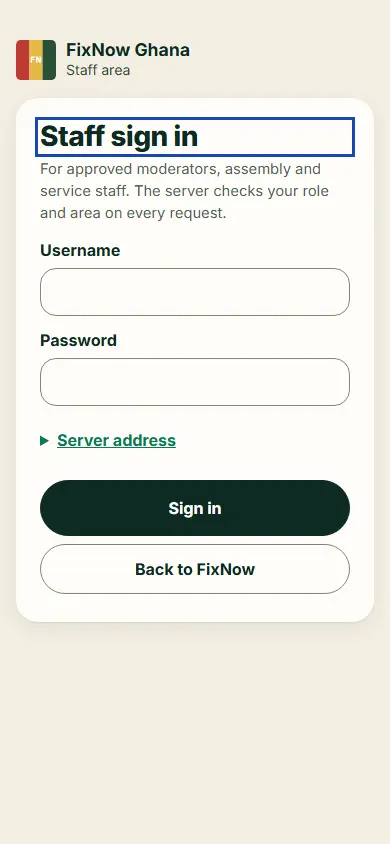 FN
FixNow Ghana
Staff area
Staff sign in
For approved moderators, assembly and
service staff. The server checks your role
and area on every request.
Username
Password
Server address
Sign in
Back to FixNow